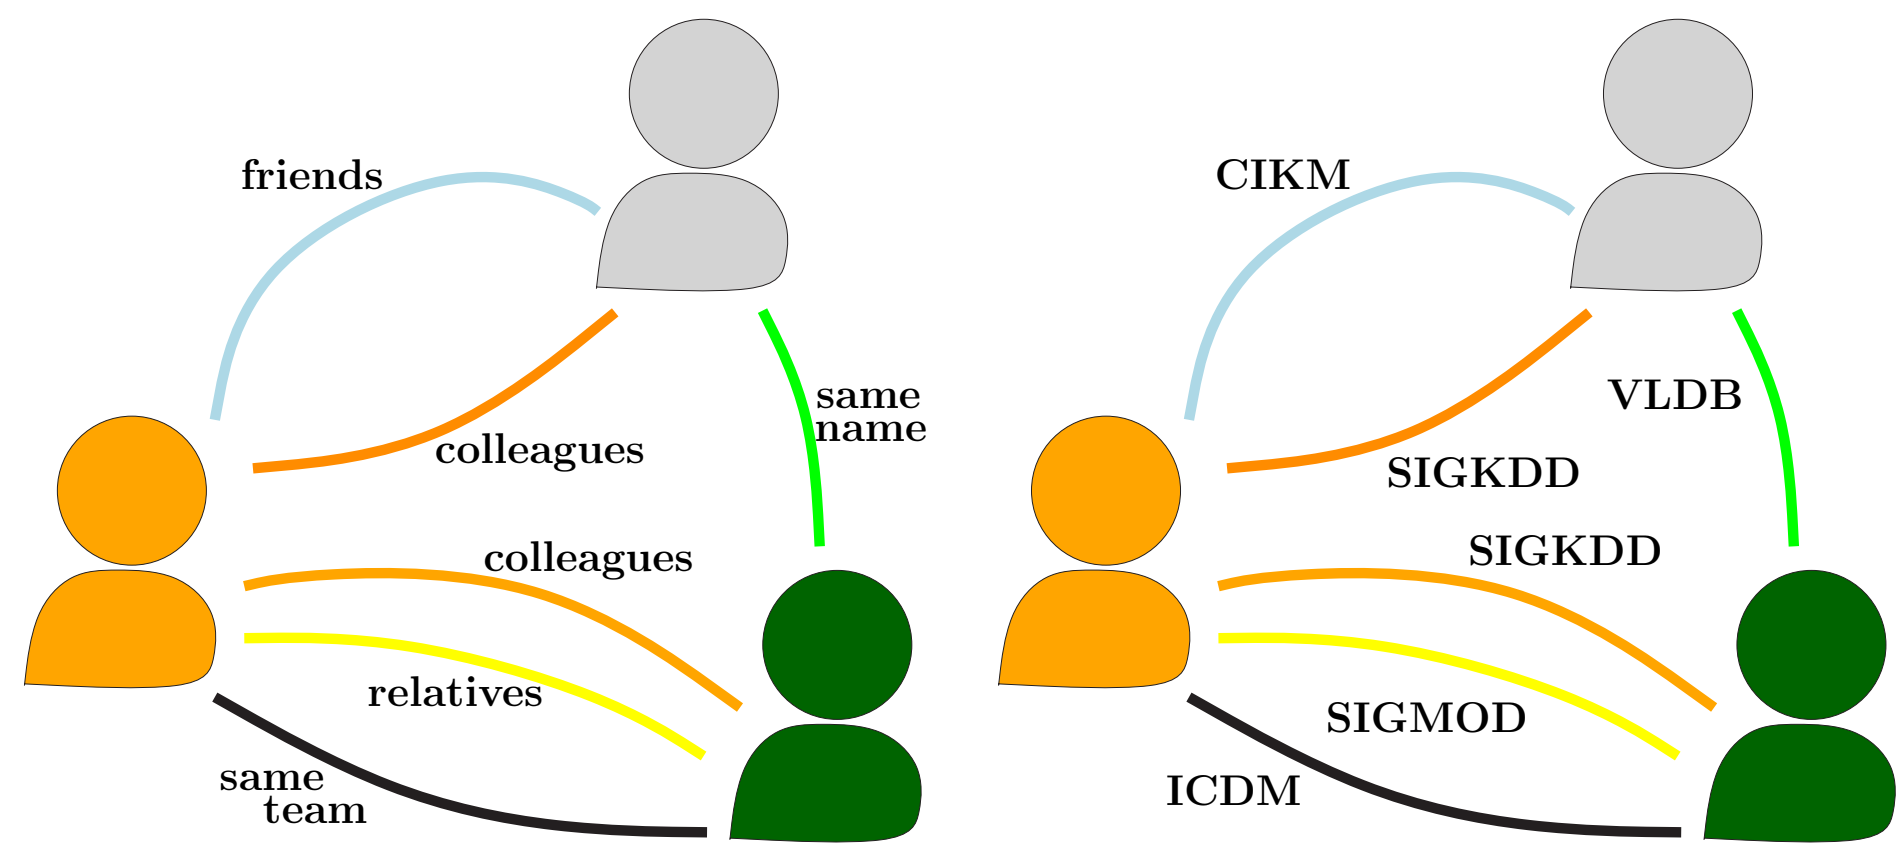 friends
same
name
colleagues
colleagues
relatives
same
team
CIKM
VLDB
SIGKDD
SIGKDD
SIGMOD
ICDM